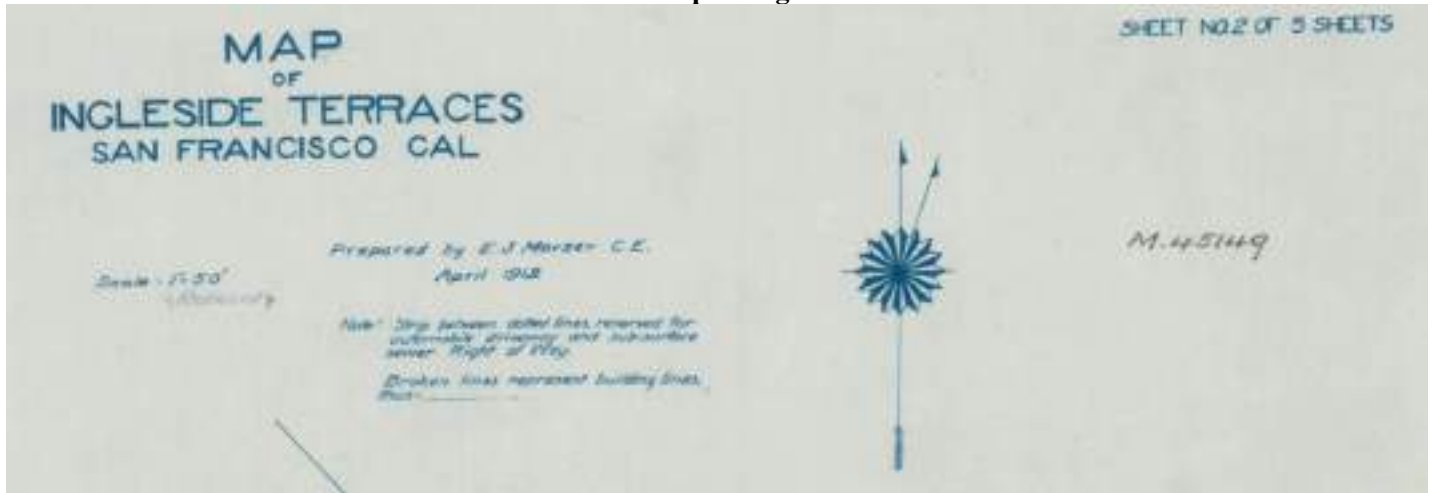 MAP
OF
INGLESIDE TERRACES
SAN FRANCISCO CAL
SHEET NO.2 OF 5 SHEETS
Prepared by E.J. Morser C.E.
April 1912
Scale - 1"= 50'
M.45149
Note: Strip between dotted lines, reserved for
automobile driveway and sub-surface
sewer Right of Way.
Broken lines represent building lines,
thus-